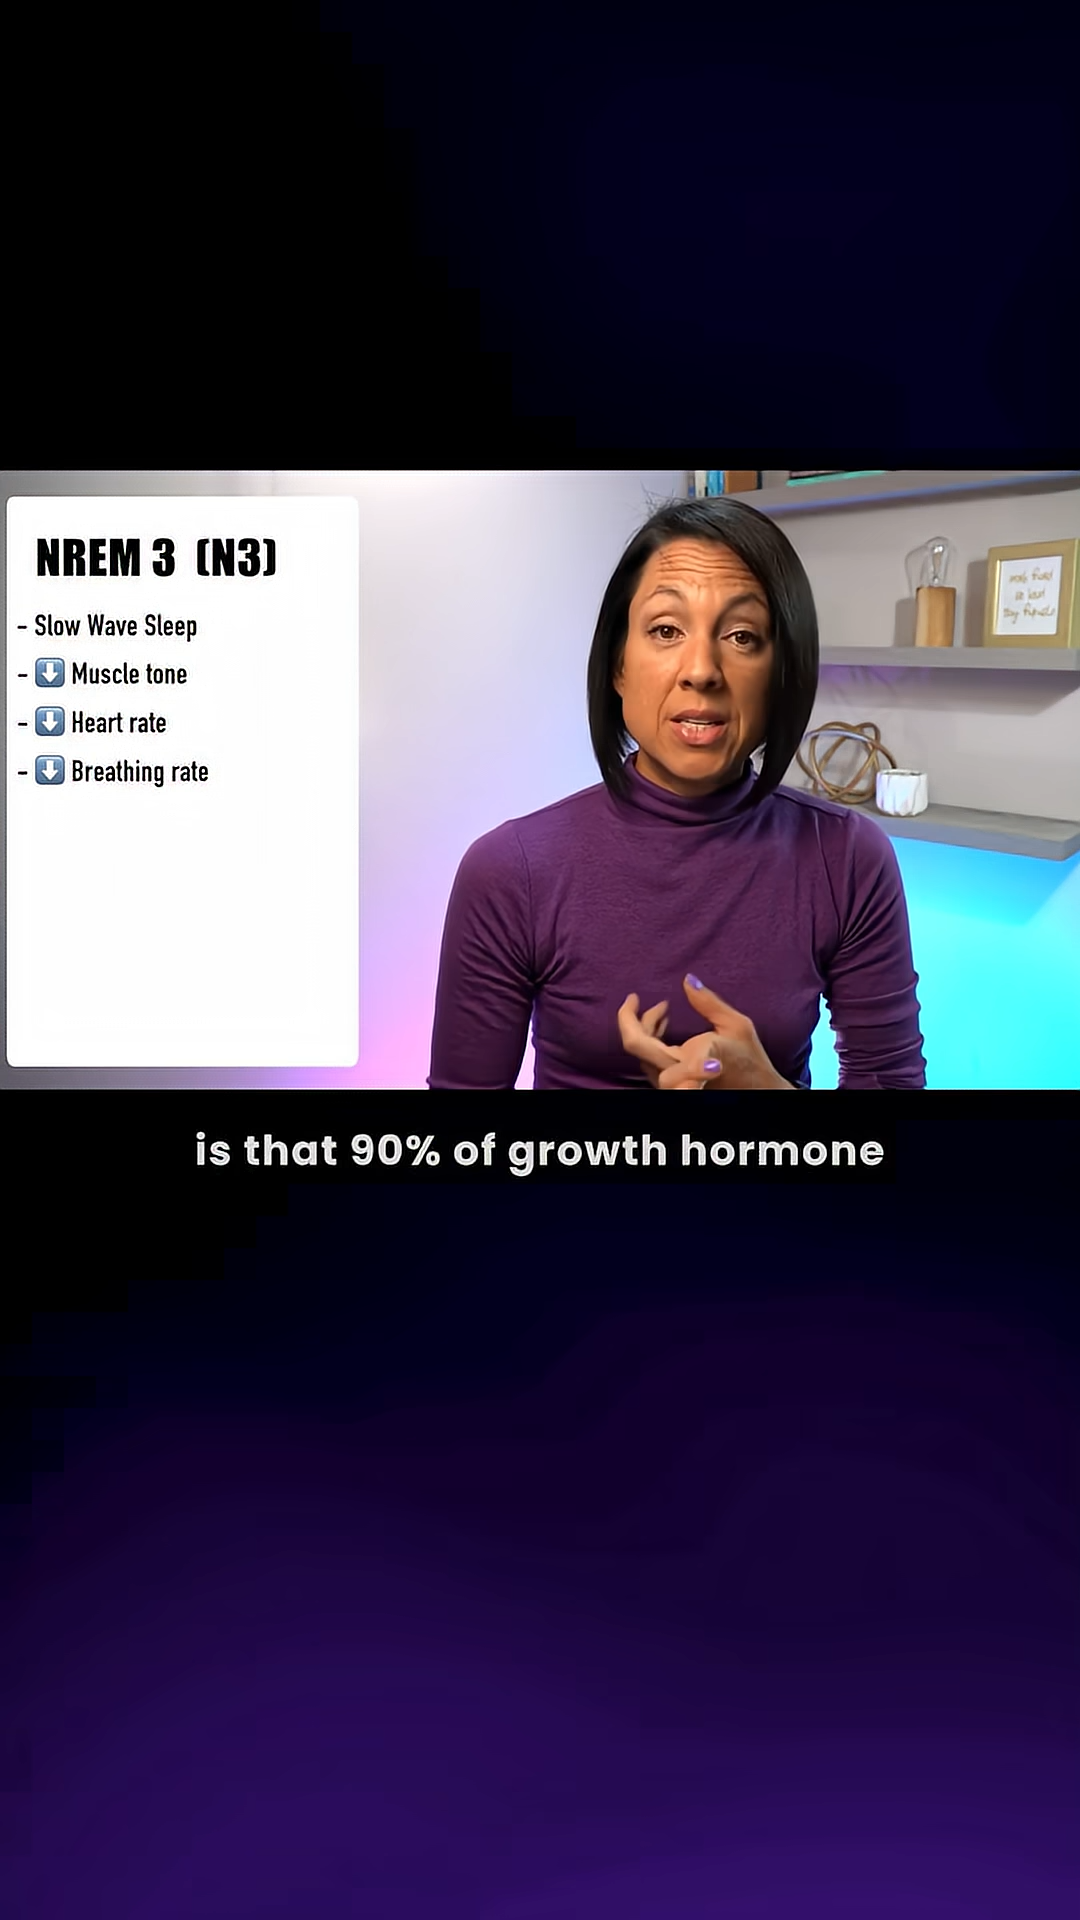 NREM 3 (N3)
- Slow Wave Sleep
- ⬇️ Muscle tone
- ⬇️ Heart rate
- ⬇️ Breathing rate
is that 90% of growth hormone